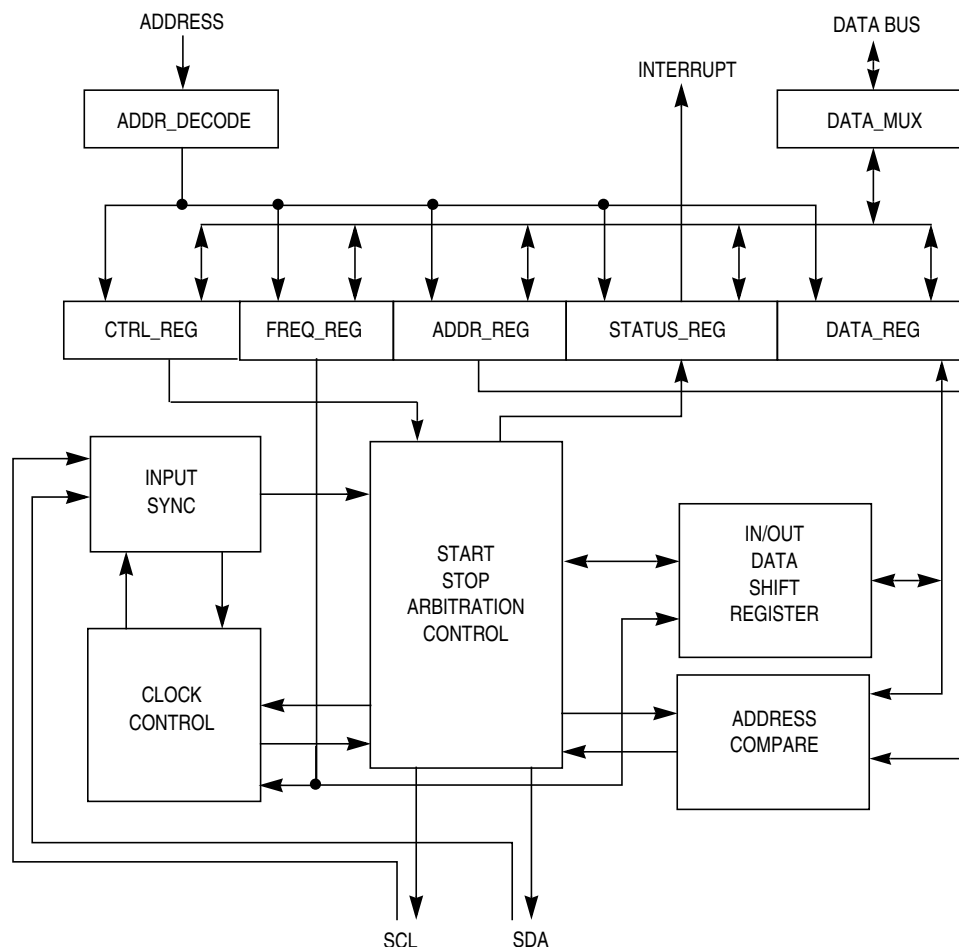 ADDRESS
DATA BUS
INTERRUPT
ADDR_DECODE
DATA_MUX
CTRL_REG
FREQ_REG
ADDR_REG
STATUS_REG
DATA_REG
INPUT
SYNC
START
STOP
ARBITRATION
CONTROL
IN/OUT
DATA
SHIFT
REGISTER
CLOCK
CONTROL
ADDRESS
COMPARE
SCL
SDA